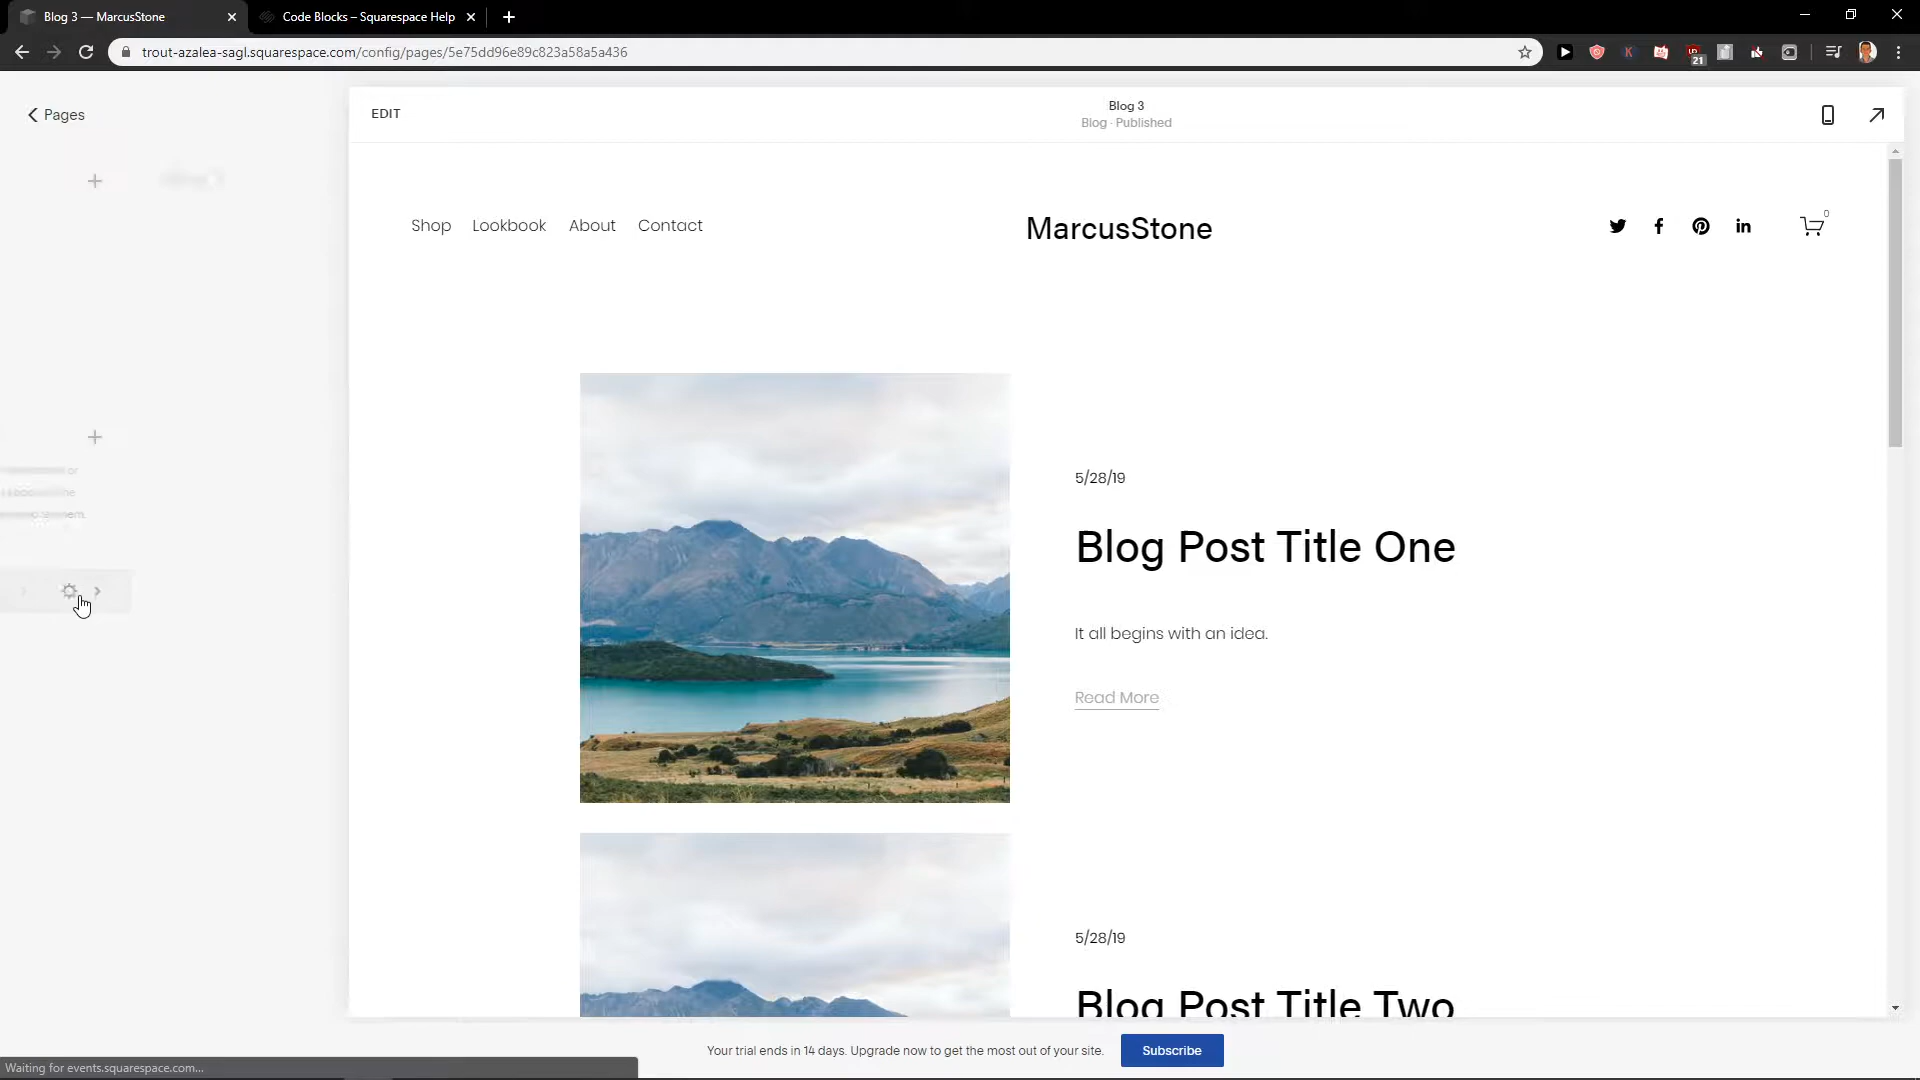 Blog 3 — MarcusStone
Code Blocks – Squarespace Help
trout-azalea-sagl.squarespace.com/config/pages/5e75dd96e89c823a58a5a436
21
Pages
EDIT
Blog 3
Blog · Published
Shop
Lookbook
About
Contact
MarcusStone
0
or
5/28/19
Blog Post Title One
It all begins with an idea.
Read More
5/28/19
Blog Post Title Two
Your trial ends in 14 days. Upgrade now to get the most out of your site.
Subscribe
Waiting for events.squarespace.com...